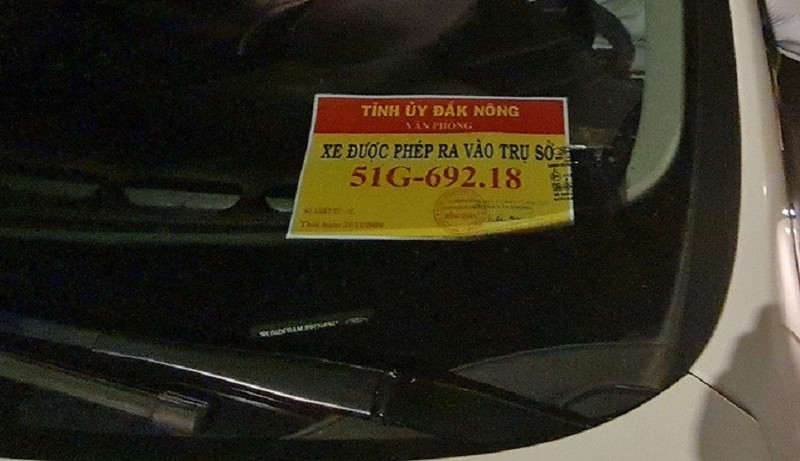 TỈNH ỦY ĐẮK NÔNG
VĂN PHÒNG
XE ĐƯỢC PHÉP RA VÀO TRỤ SỞ
51G-692.18